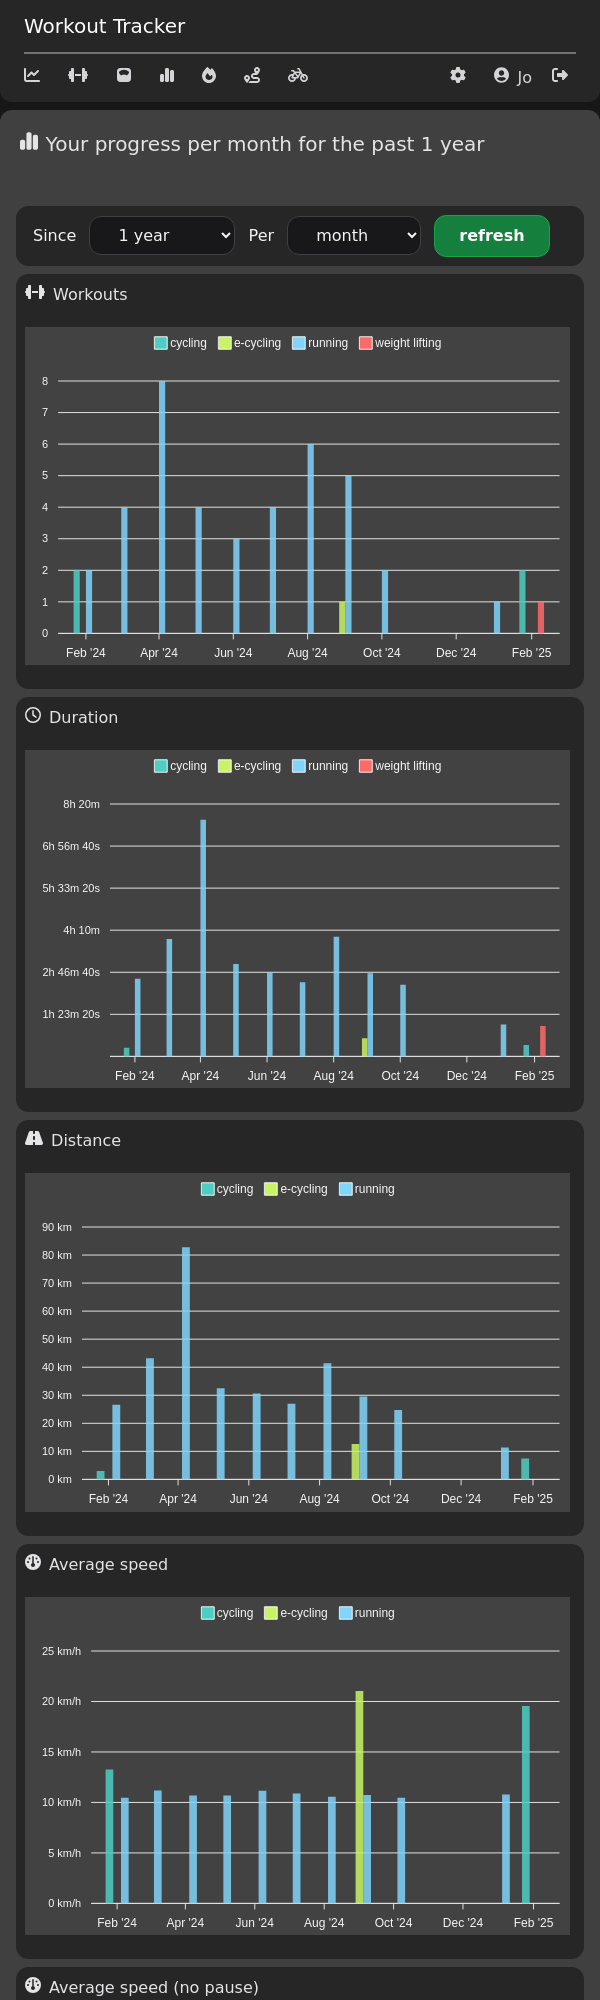 Workout Tracker
Jo
Your progress per month for the past 1 year
Since 1 year Per month refresh
Workouts
cycling e-cycling running weight lifting
8
7
6
5
4
3
2
1
0
Feb '24 Apr '24 Jun '24 Aug '24 Oct '24 Dec '24 Feb '25
Duration
cycling e-cycling running weight lifting
8h 20m
6h 56m 40s
5h 33m 20s
4h 10m
2h 46m 40s
1h 23m 20s
Feb '24 Apr '24 Jun '24 Aug '24 Oct '24 Dec '24 Feb '25
Distance
cycling e-cycling running
90 km
80 km
70 km
60 km
50 km
40 km
30 km
20 km
10 km
0 km
Feb '24 Apr '24 Jun '24 Aug '24 Oct '24 Dec '24 Feb '25
Average speed
cycling e-cycling running
25 km/h
20 km/h
15 km/h
10 km/h
5 km/h
0 km/h
Feb '24 Apr '24 Jun '24 Aug '24 Oct '24 Dec '24 Feb '25
Average speed (no pause)